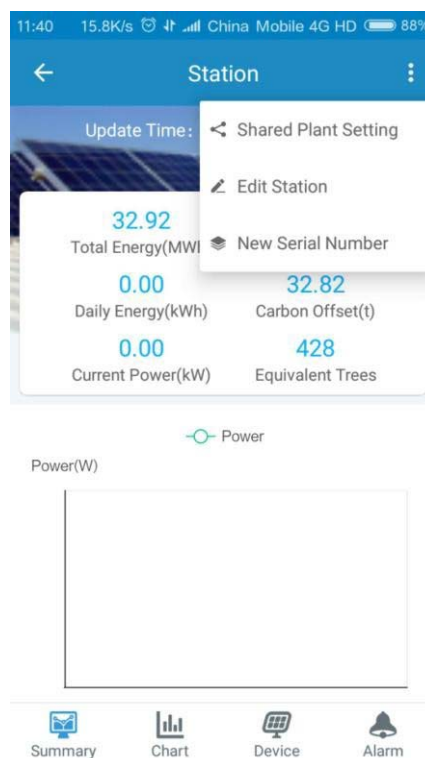 11:40 15.8K/s China Mobile 4G HD 88%
Station
Update Time:
Shared Plant Setting
Edit Station
New Serial Number
32.92
Total Energy(MW
0.00 32.82
Daily Energy(kWh) Carbon Offset(t)
0.00 428
Current Power(kW) Equivalent Trees
Power
Power(W)
Summary Chart Device Alarm